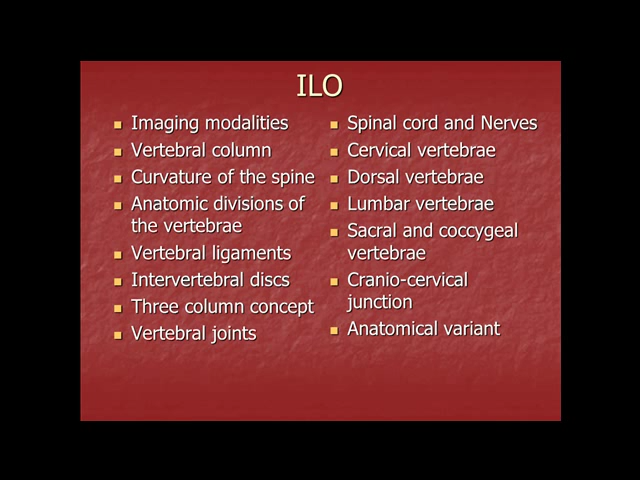 ILO
Imaging modalities
Vertebral column
Curvature of the spine
Anatomic divisions of
the vertebrae
Vertebral ligaments
Intervertebral discs
Three column concept
Vertebral joints
Spinal cord and Nerves
Cervical vertebrae
Dorsal vertebrae
Lumbar vertebrae
Sacral and coccygeal
vertebrae
Cranio-cervical
junction
Anatomical variant